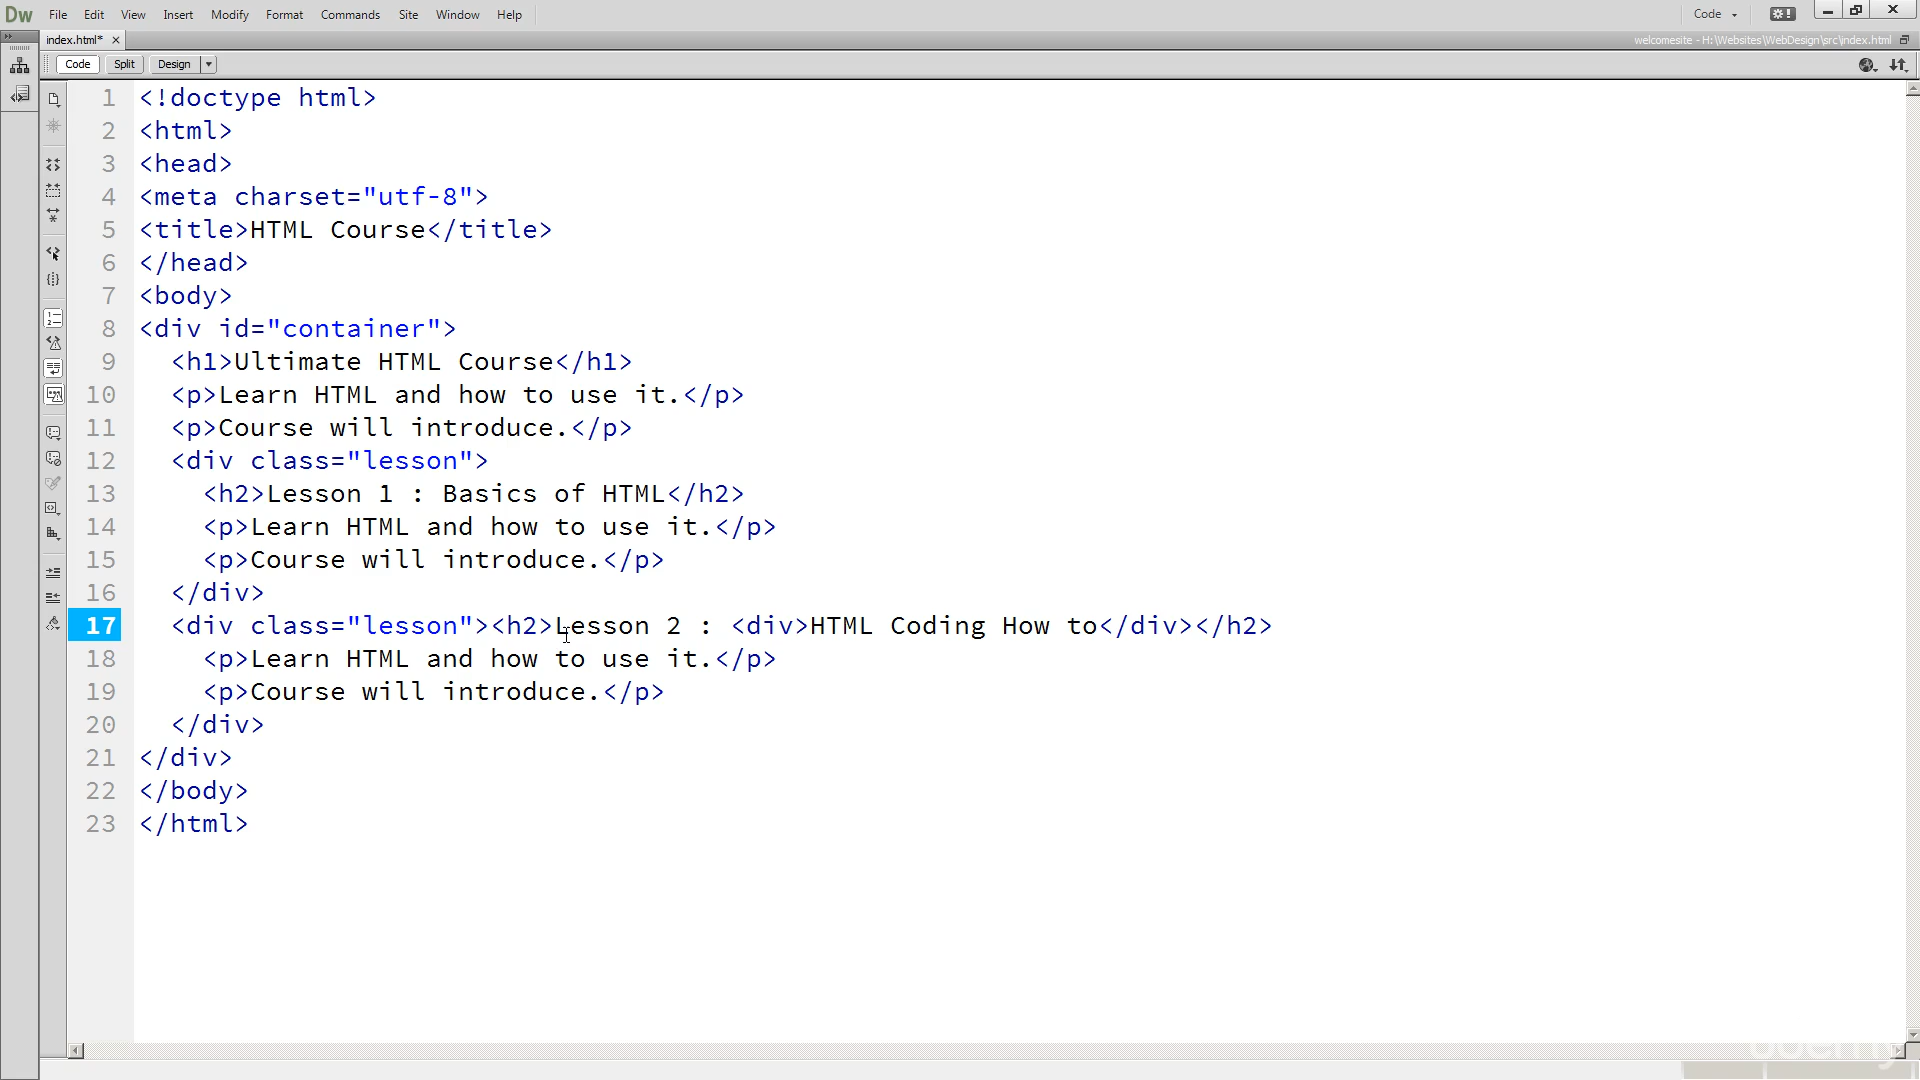 Dw File Edit View Insert Modify Format Commands Site Window Help Code
index.html* welcomesite - H:\Websites\WebDesign\src\index.html
Code Split Design
1 <!doctype html>
2 <html>
3 <head>
4 <meta charset="utf-8">
5 <title>HTML Course</title>
6 </head>
7 <body>
8 <div id="container">
9 <h1>Ultimate HTML Course</h1>
10 <p>Learn HTML and how to use it.</p>
11 <p>Course will introduce.</p>
12 <div class="lesson">
13 <h2>Lesson 1 : Basics of HTML</h2>
14 <p>Learn HTML and how to use it.</p>
15 <p>Course will introduce.</p>
16 </div>
17 <div class="lesson"><h2>Lesson 2 : <div>HTML Coding How to</div></h2>
18 <p>Learn HTML and how to use it.</p>
19 <p>Course will introduce.</p>
20 </div>
21 </div>
22 </body>
23 </html>